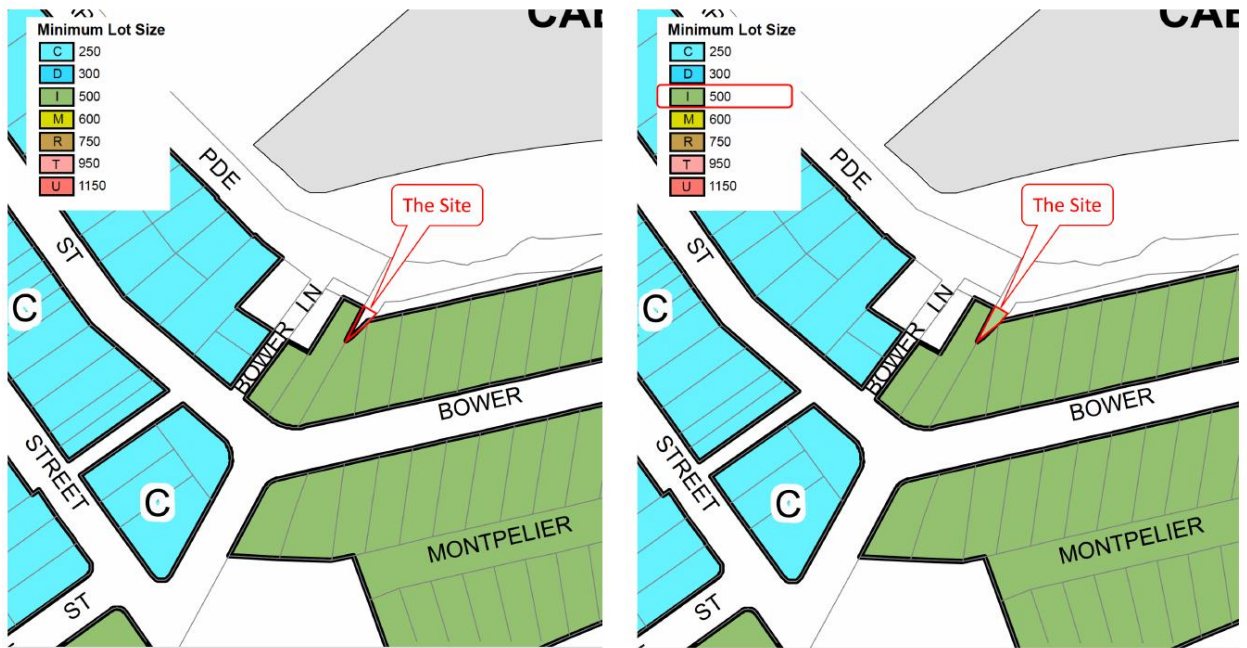 CAB
Minimum Lot Size
C 250
D 300
I 500
M 600
R 750
T 950
U 1150
PDE
The Site
ST
C
BOWER LN
BOWER
STREET
C
MONTPELIER
ST
CAB
Minimum Lot Size
C 250
D 300
I 500
M 600
R 750
T 950
U 1150
PDE
The Site
ST
C
BOWER LN
BOWER
STREET
C
MONTPELIER
ST